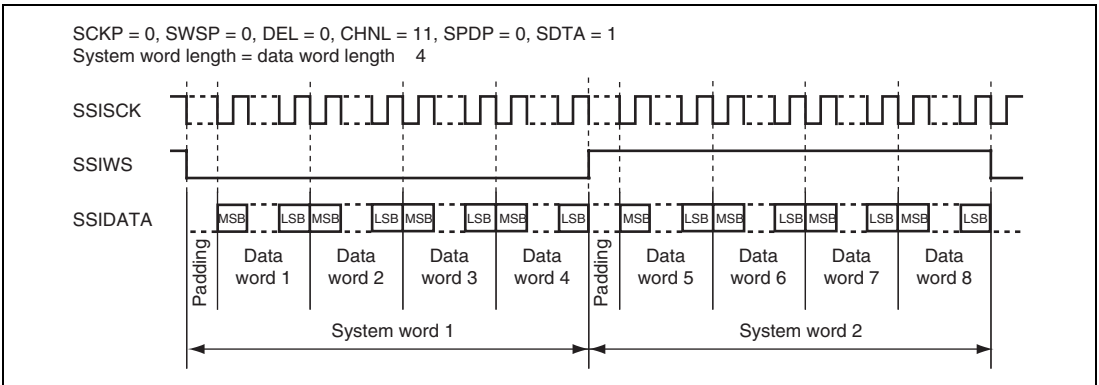 SCKP = 0, SWSP = 0, DEL = 0, CHNL = 11, SPDP = 0, SDTA = 1
System word length = data word length 4
SSISCK
SSIWS
SSIDATA
MSB LSB MSB LSB MSB LSB MSB LSB MSB LSB MSB LSB MSB LSB MSB LSB
Padding Data word 1 Data word 2 Data word 3 Data word 4 Padding Data word 5 Data word 6 Data word 7 Data word 8
System word 1 System word 2